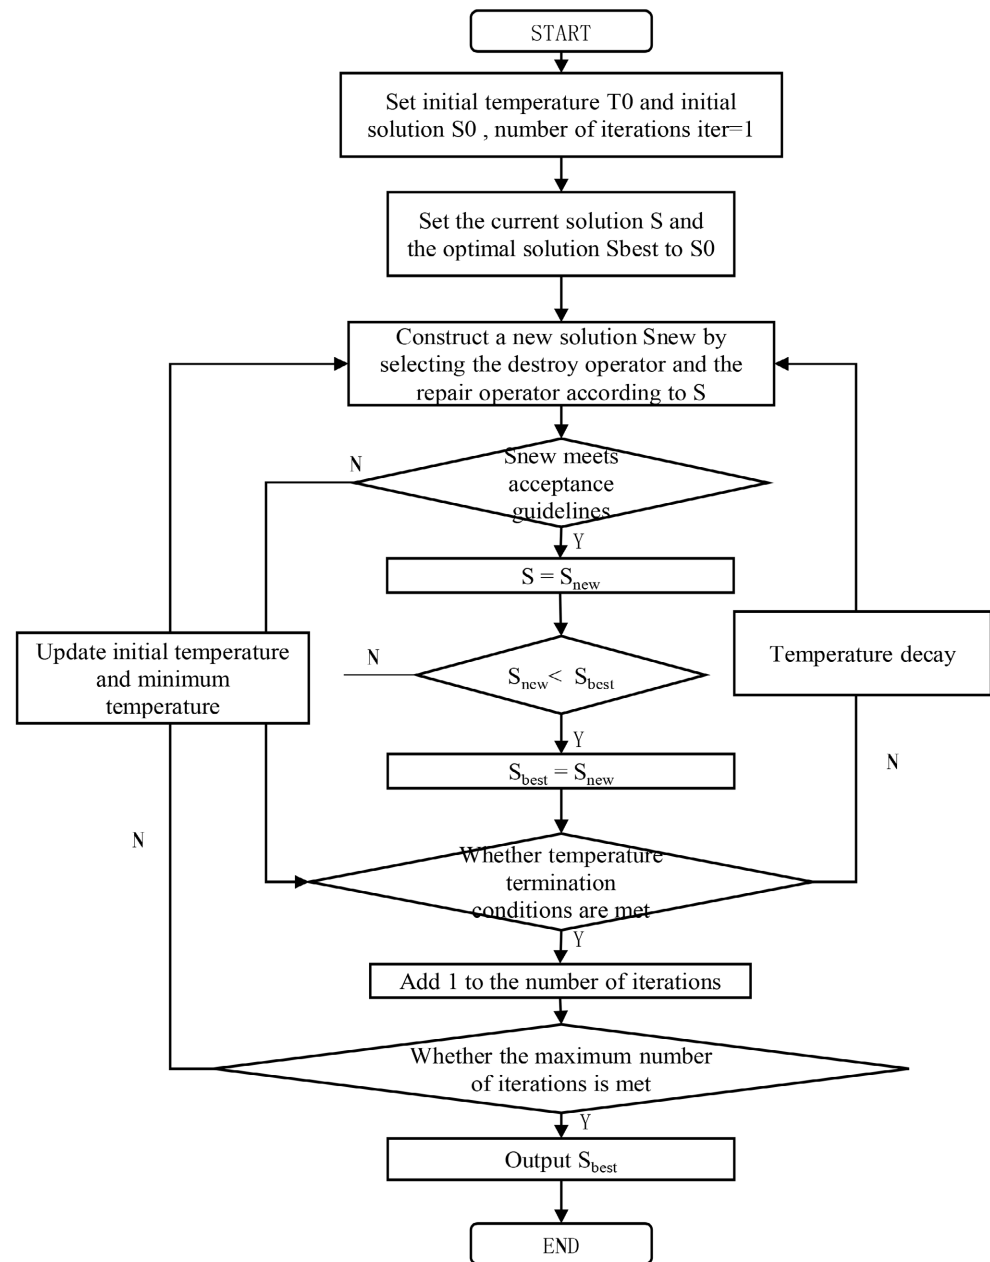 START
Set initial temperature T0 and initial
solution S0 , number of iterations iter=1
Set the current solution S and
the optimal solution Sbest to S0
Construct a new solution Snew by
selecting the destroy operator and the
repair operator according to S
N
Snew meets
acceptance
guidelines
Y
S = Snew
Update initial temperature
and minimum
temperature
N
Snew< Sbest
Temperature decay
Y
Sbest = Snew
N
N
Whether temperature
termination
conditions are met
Y
Add 1 to the number of iterations
Whether the maximum number
of iterations is met
Y
Output Sbest
END